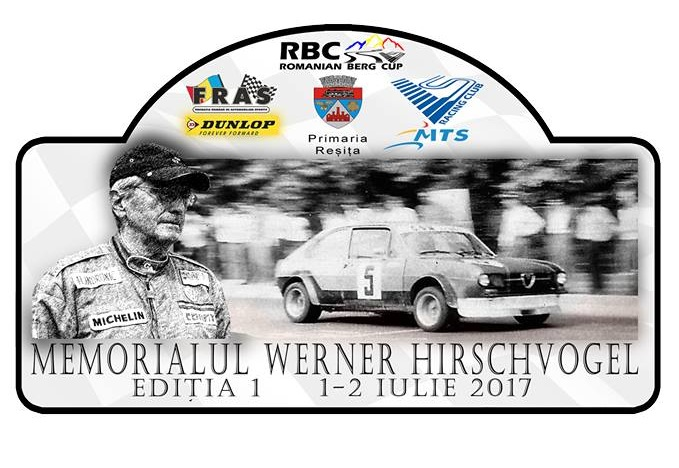 RBC
ROMANIAN BERG CUP
FRAS
DUNLOP
FOREVER FORWARD
Primaria
Reșița
RACING CLUB
MTS
MICHELIN
5
MEMORIALUL WERNER HIRSCHVOGEL
EDIȚIA 1 1-2 IULIE 2017